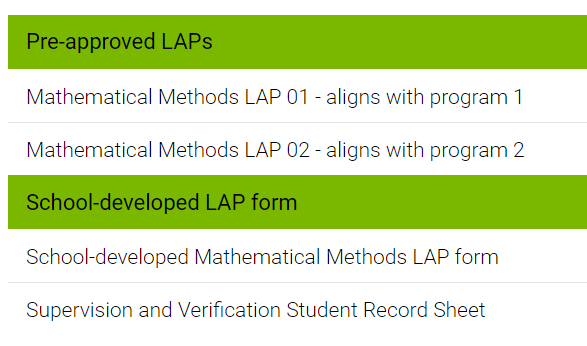 Pre-approved LAPs
Mathematical Methods LAP 01 - aligns with program 1
Mathematical Methods LAP 02 - aligns with program 2
School-developed LAP form
School-developed Mathematical Methods LAP form
Supervision and Verification Student Record Sheet